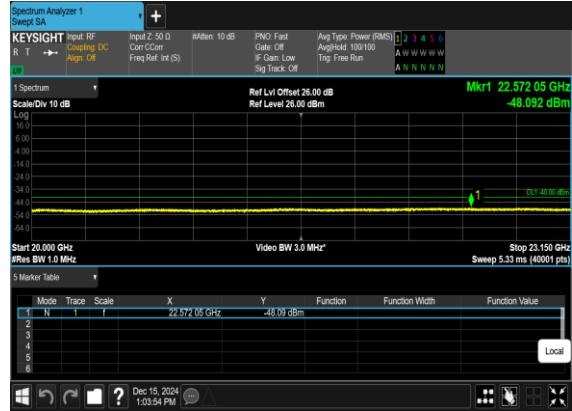 Spectrum Analyzer 1
Swept SA
KEYSIGHT Input: RF Input Z: 50 Ω #Atten: 10 dB PNO: Fast Avg Type: Power (RMS) 1 2 3 4 5 6
R T Coupling: DC Corr CCorr Gate: Off Avg|Hold: 100/100 A W W W W W
Align: Off Freq Ref: Int (S) IF Gain: Low Trig: Free Run
Sig Track: Off A N N N N N
1 Spectrum Ref Lvl Offset 26.00 dB Mkr1 22.572 05 GHz
Scale/Div 10 dB Ref Level 26.00 dBm -48.092 dBm
Log
16.0
6.00
-4.00
-14.0
-24.0
-34.0 1 DL1 -40.00 dBm
-44.0
-54.0
-64.0
Start 20.000 GHz Video BW 3.0 MHz* Stop 23.150 GHz
#Res BW 1.0 MHz Sweep 5.33 ms (40001 pts)
5 Marker Table
Mode Trace Scale X Y Function Function Width Function Value
1 N 1 f 22.572 05 GHz -48.09 dBm
2
3
4
5
6
Local
? Dec 15, 2024
1:03:54 PM